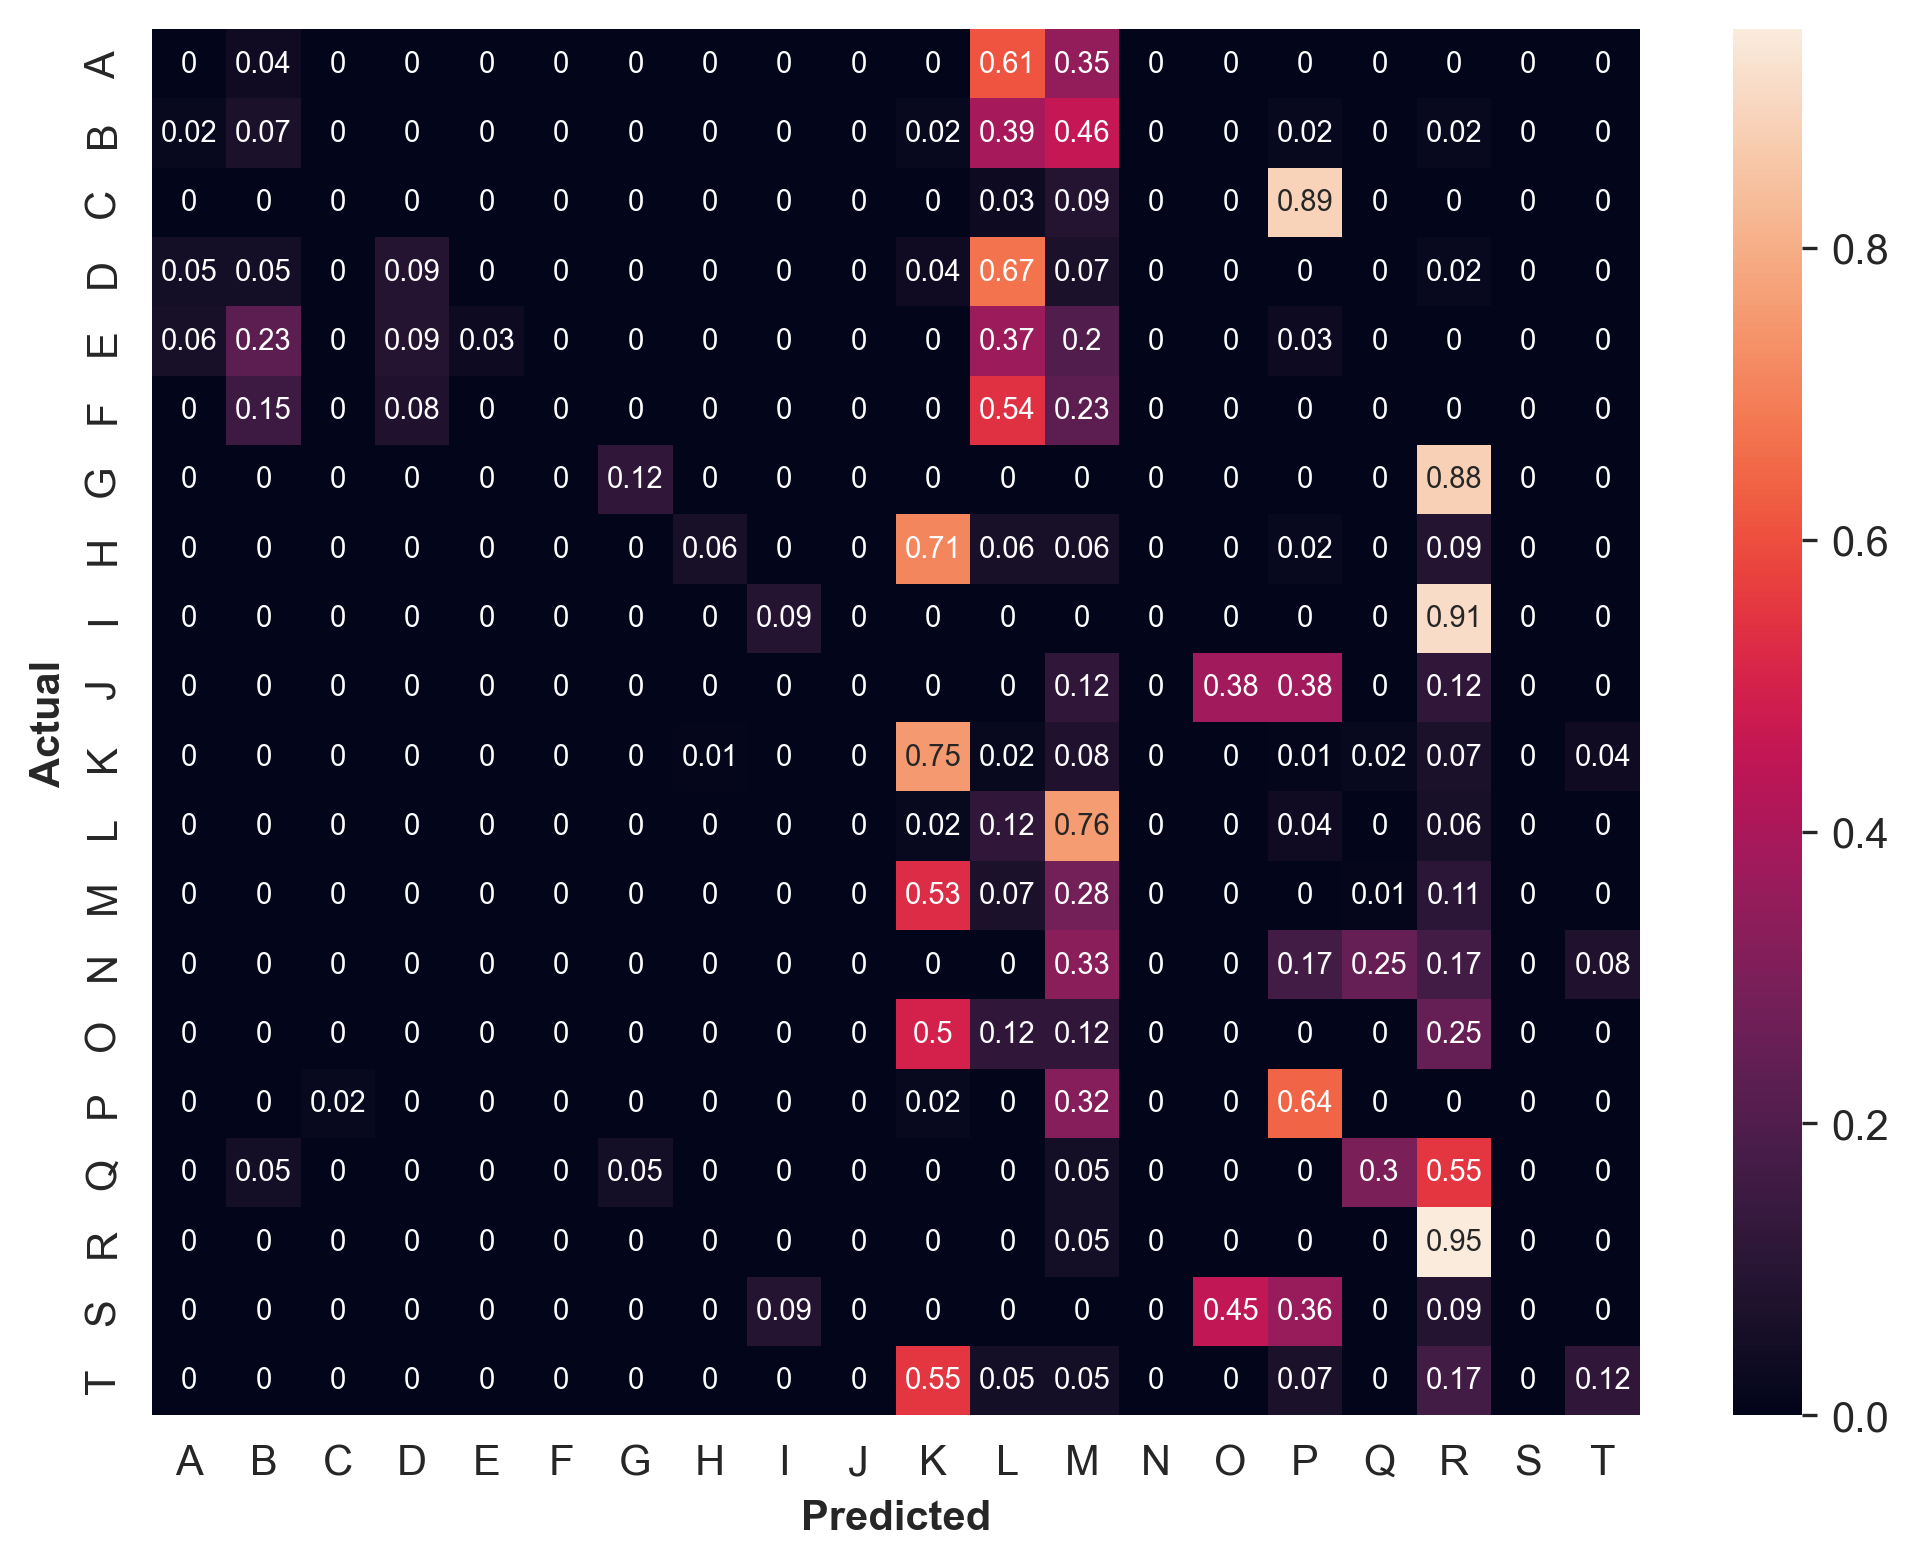 A 0 0.04 0 0 0 0 0 0 0 0 0 0.61 0.35 0 0 0 0 0 0 0
B 0.02 0.07 0 0 0 0 0 0 0 0 0.02 0.39 0.46 0 0 0.02 0 0.02 0 0
C 0 0 0 0 0 0 0 0 0 0 0 0.03 0.09 0 0 0.89 0 0 0 0
D 0.05 0.05 0 0.09 0 0 0 0 0 0 0.04 0.67 0.07 0 0 0 0 0.02 0 0
E 0.06 0.23 0 0.09 0.03 0 0 0 0 0 0 0.37 0.2 0 0 0.03 0 0 0 0
F 0 0.15 0 0.08 0 0 0 0 0 0 0 0.54 0.23 0 0 0 0 0 0 0
G 0 0 0 0 0 0 0.12 0 0 0 0 0 0 0 0 0 0 0.88 0 0
H 0 0 0 0 0 0 0 0.06 0 0 0.71 0.06 0.06 0 0 0.02 0 0.09 0 0
I 0 0 0 0 0 0 0 0 0.09 0 0 0 0 0 0 0 0 0.91 0 0
J 0 0 0 0 0 0 0 0 0 0 0 0 0.12 0 0.38 0.38 0 0.12 0 0
K 0 0 0 0 0 0 0 0.01 0 0 0.75 0.02 0.08 0 0 0.01 0.02 0.07 0 0.04
L 0 0 0 0 0 0 0 0 0 0 0.02 0.12 0.76 0 0 0.04 0 0.06 0 0
M 0 0 0 0 0 0 0 0 0 0 0.53 0.07 0.28 0 0 0 0.01 0.11 0 0
N 0 0 0 0 0 0 0 0 0 0 0 0 0.33 0 0 0.17 0.25 0.17 0 0.08
O 0 0 0 0 0 0 0 0 0 0 0.5 0.12 0.12 0 0 0 0 0.25 0 0
P 0 0 0.02 0 0 0 0 0 0 0 0.02 0 0.32 0 0 0.64 0 0 0 0
Q 0 0.05 0 0 0 0 0.05 0 0 0 0 0 0.05 0 0 0 0.3 0.55 0 0
R 0 0 0 0 0 0 0 0 0 0 0 0 0.05 0 0 0 0 0.95 0 0
S 0 0 0 0 0 0 0 0 0.09 0 0 0 0 0 0.45 0.36 0 0.09 0 0
T 0 0 0 0 0 0 0 0 0 0 0.55 0.05 0.05 0 0 0.07 0 0.17 0 0.12
A B C D E F G H I J K L M N O P Q R S T
Predicted
Actual
0.8
0.6
0.4
0.2
0.0